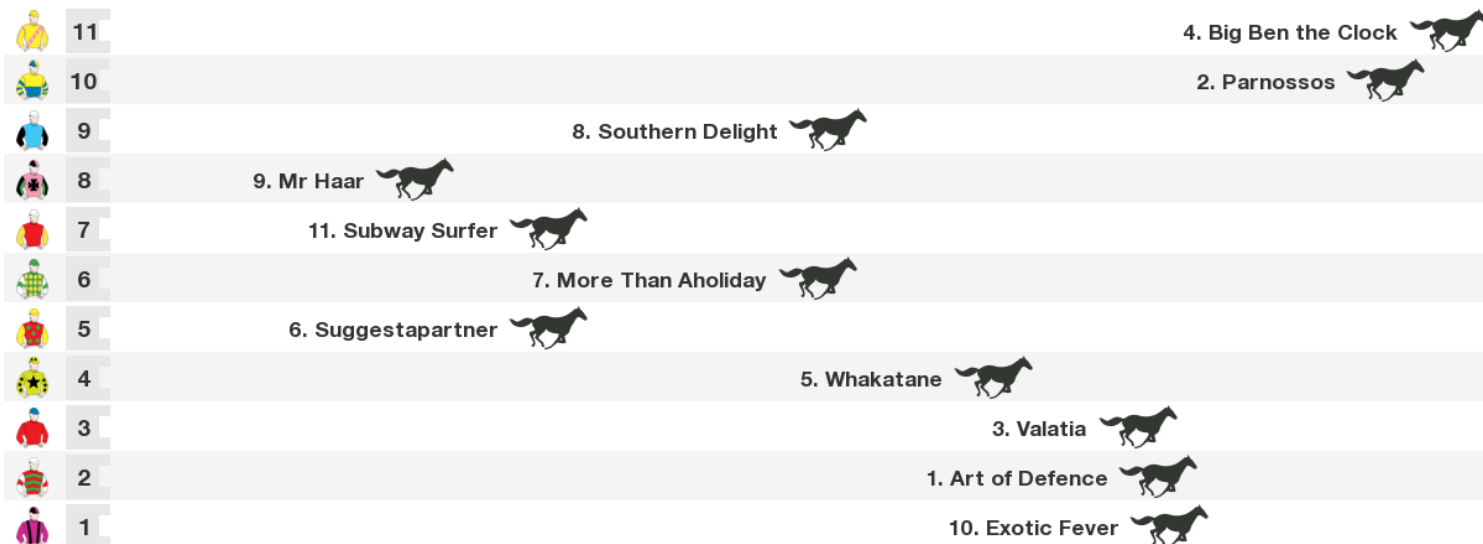 11 4. Big Ben the Clock
10 2. Parnossos
9 8. Southern Delight
8 9. Mr Haar
7 11. Subway Surfer
6 7. More Than Aholiday
5 6. Suggestapartner
4 5. Whakatane
3 3. Valatia
2 1. Art of Defence
1 10. Exotic Fever